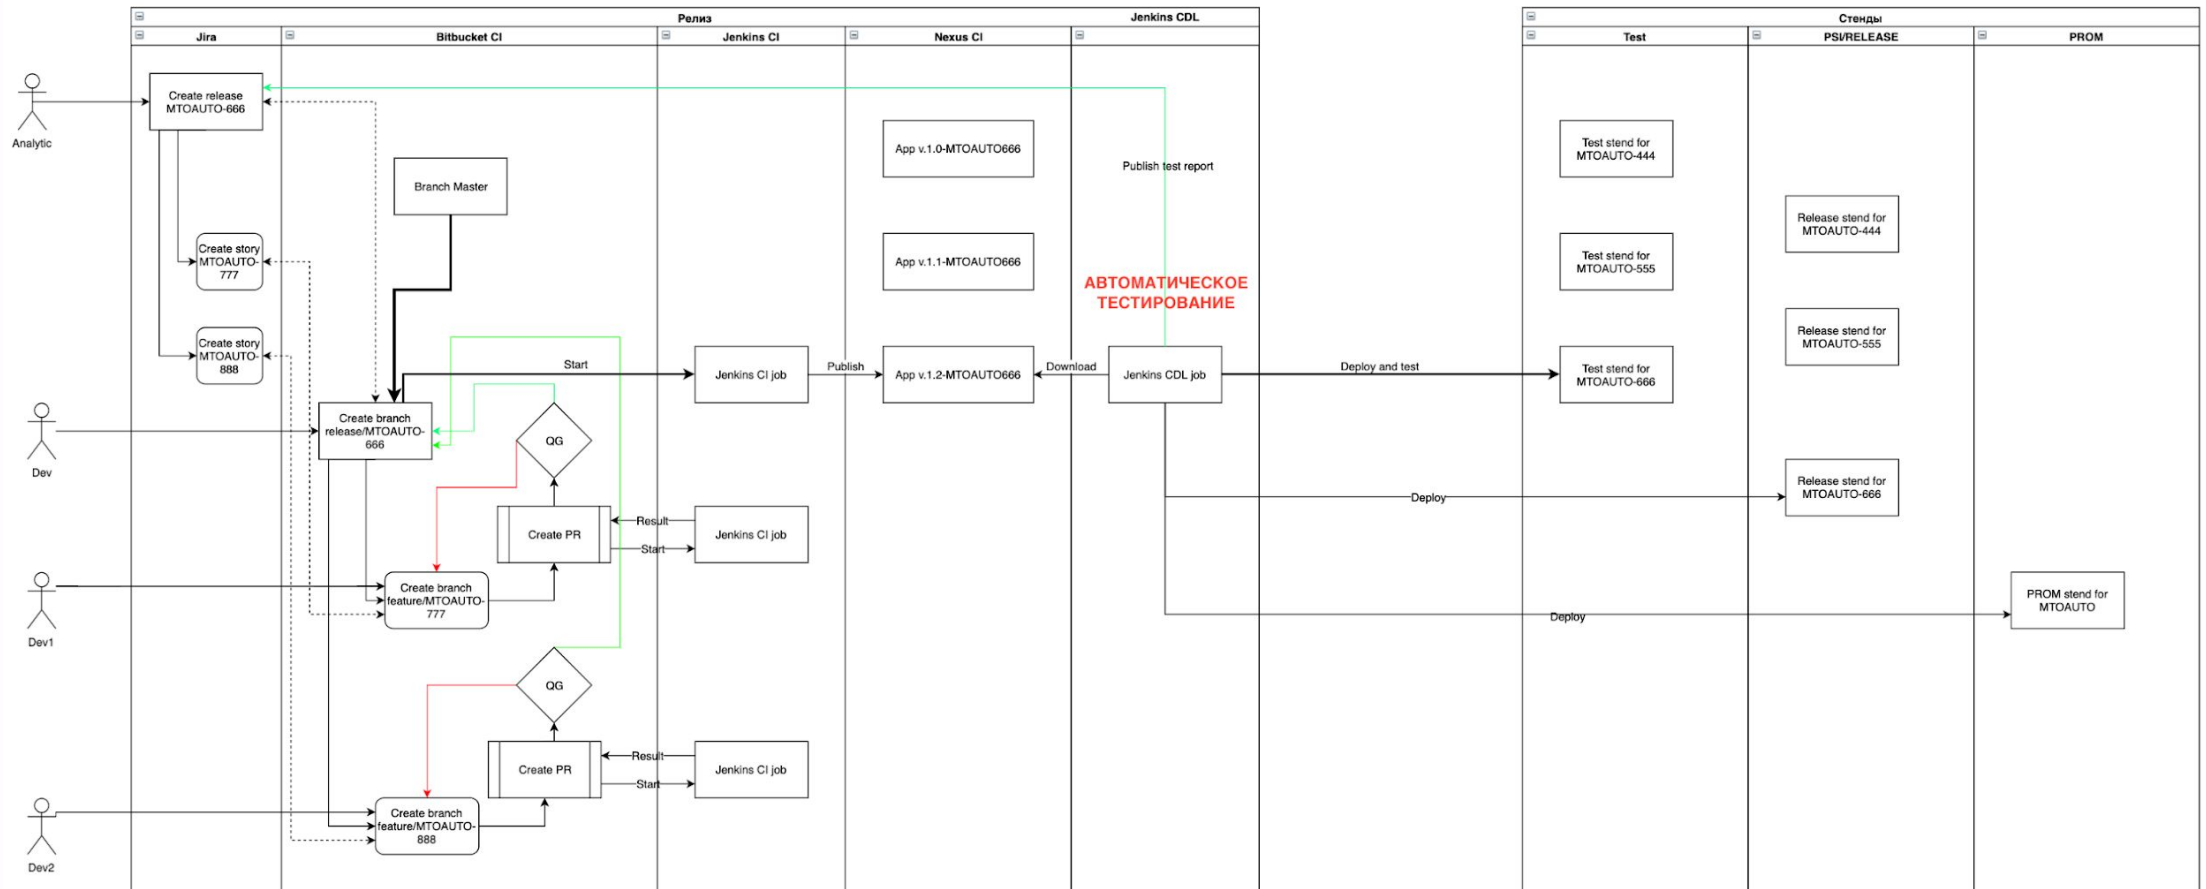 Релиз
Jenkins CDL
Jira
Bitbucket CI
Jenkins CI
Nexus CI
Стенды
Test
PSI/RELEASE
PROM
Analytic
Create release
MTOAUTO-666
Branch Master
App v.1.0-MTOAUTO666
Publish test report
Test stend for
MTOAUTO-444
Release stend for
MTOAUTO-444
Create story
MTOAUTO-
777
App v.1.1-MTOAUTO666
АВТОМАТИЧЕСКОЕ
ТЕСТИРОВАНИЕ
Test stend for
MTOAUTO-555
Release stend for
MTOAUTO-555
Create story
MTOAUTO-
888
Start
Jenkins CI job
Publish
App v.1.2-MTOAUTO666
Download
Jenkins CDL job
Deploy and test
Test stend for
MTOAUTO-666
Dev
Create branch
release/MTOAUTO-
666
QG
Release stend for
MTOAUTO-666
Deploy
Create PR
Result
Start
Jenkins CI job
Dev1
Create branch
feature/MTOAUTO-
777
PROM stend for
MTOAUTO
Deploy
QG
Create PR
Result
Start
Jenkins CI job
Dev2
Create branch
feature/MTOAUTO-
888